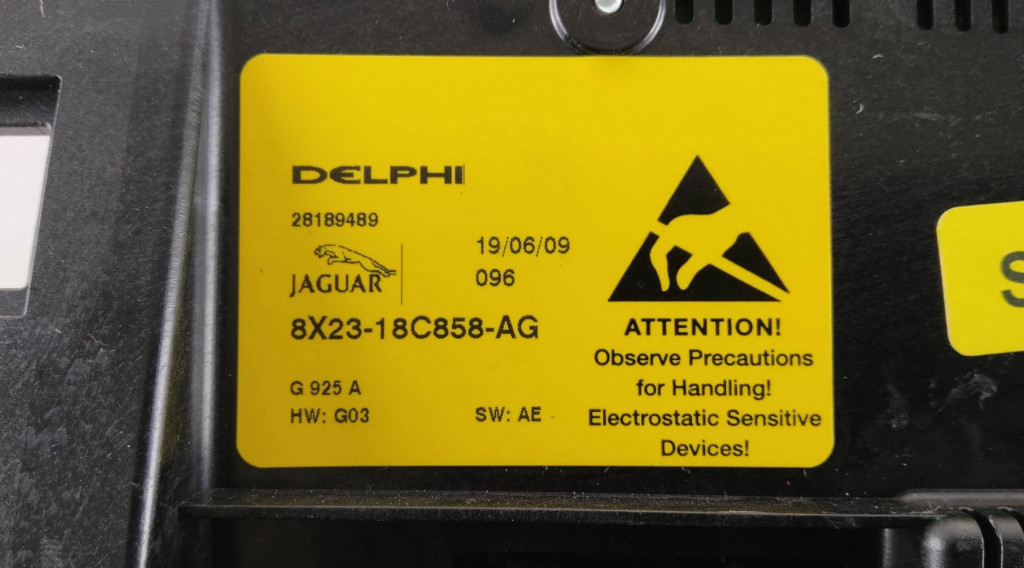 DELPHI
28189489
JAGUAR
19/06/09
096
8X23-18C858-AG
G 925 A
HW: G03 SW: AE
ATTENTION!
Observe Precautions
for Handling!
Electrostatic Sensitive
Devices!
S